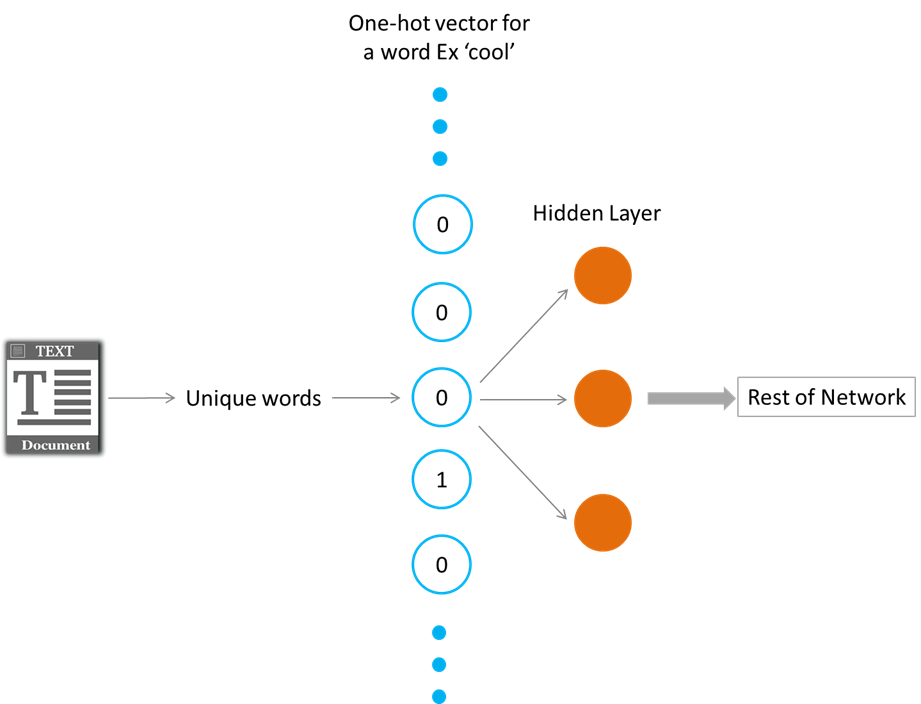 One-hot vector for
a word Ex ‘cool’
0
Hidden Layer
0
TEXT
T
Document
Unique words
0
Rest of Network
1
0